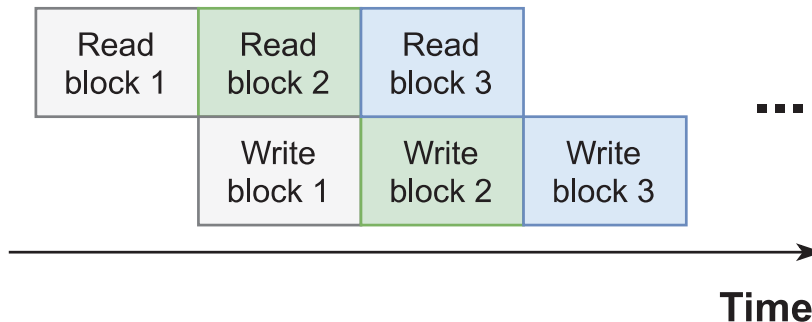 Read
block 1
Read
block 2
Read
block 3
Write
block 1
Write
block 2
Write
block 3
Time